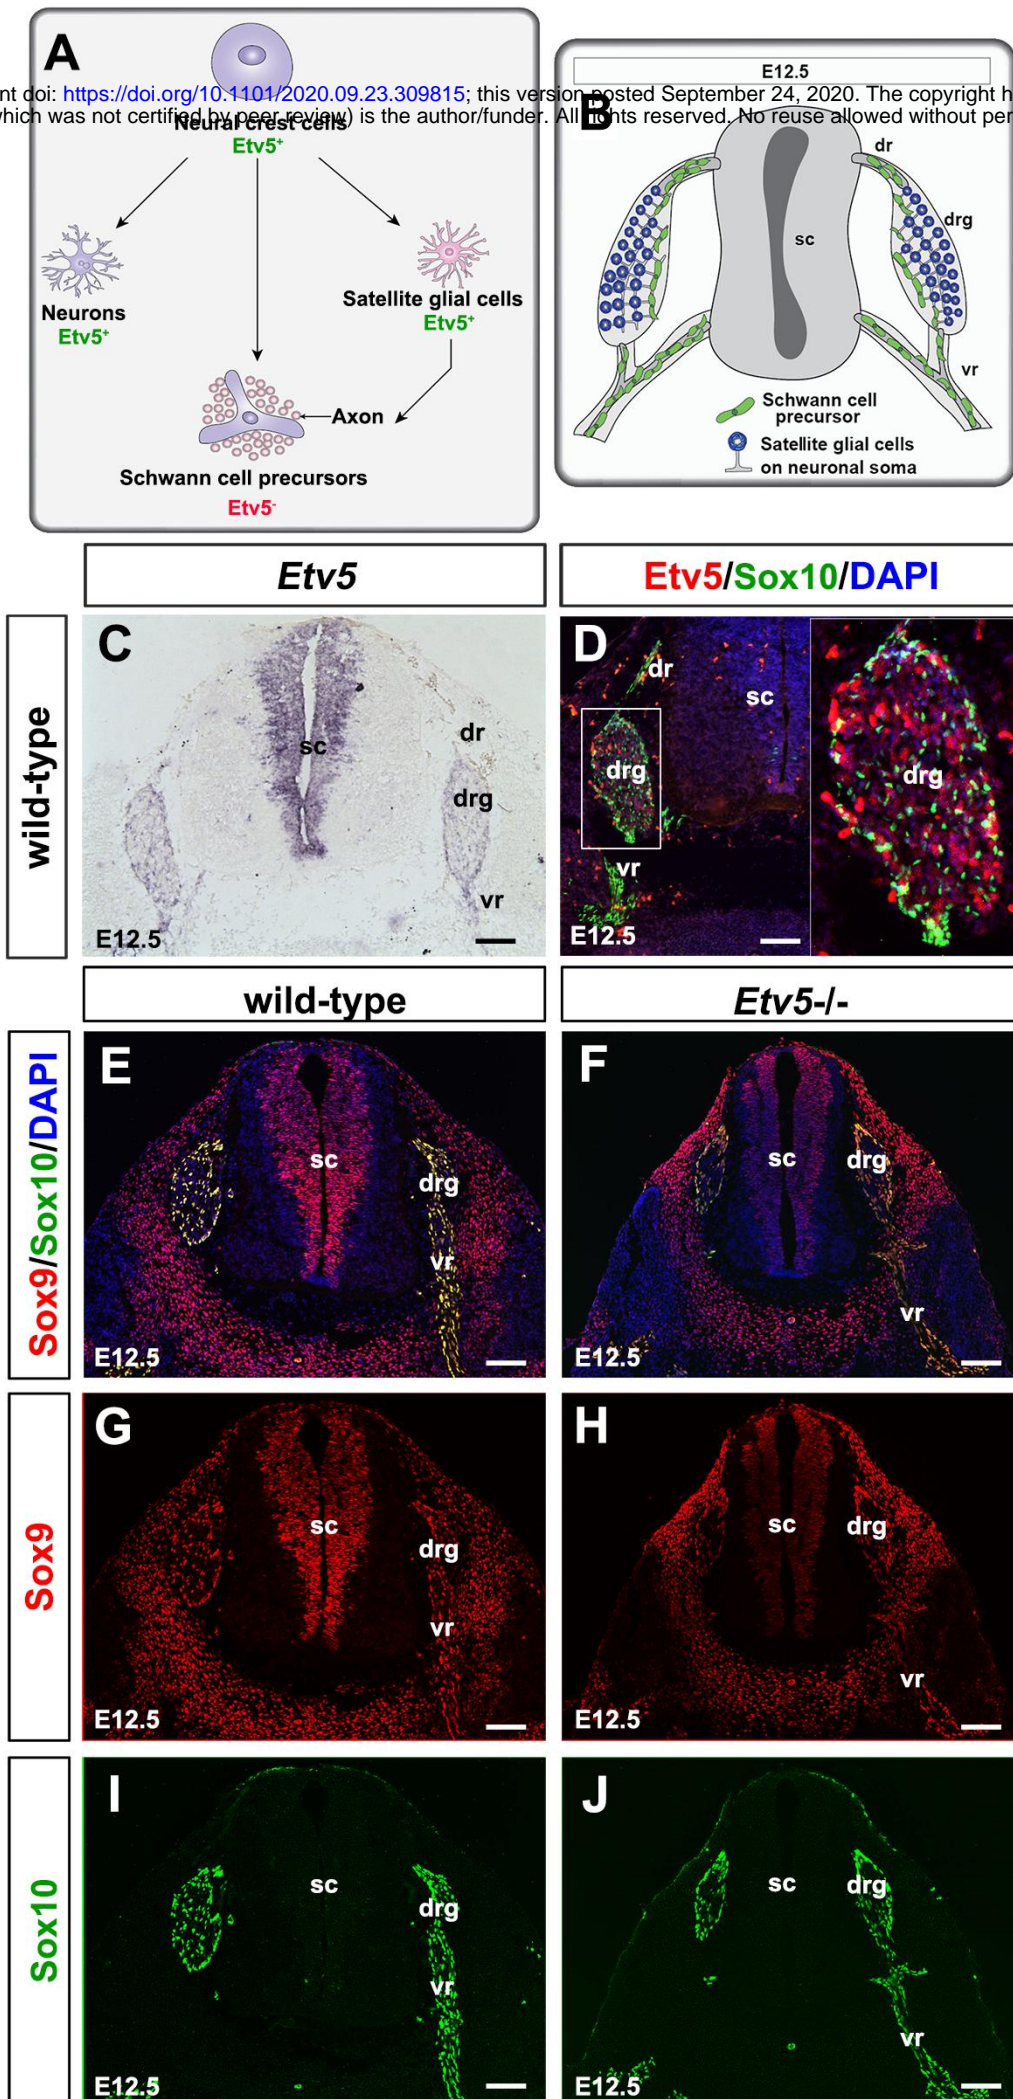 A
nt doi: https://doi.org/10.1101/2020.09.23.309815; this version posted September 24, 2020. The copyright h
which was not certified by peer review) is the author/funder. All rights reserved. No reuse allowed without per
Neural crest cells
Etv5+
Neurons
Etv5+
Satellite glial cells
Etv5+
Axon
Schwann cell precursors
Etv5-
E12.5
B
dr
drg
sc
vr
Schwann cell
precursor
Satellite glial cells
on neuronal soma
Etv5
Etv5/Sox10/DAPI
wild-type
C
sc
dr
drg
vr
E12.5
D
dr
sc
drg
vr
E12.5
drg
wild-type
Etv5-/-
Sox9/Sox10/DAPI
E
sc
drg
vr
E12.5
F
sc
drg
vr
E12.5
Sox9
G
sc
drg
vr
E12.5
H
sc
drg
vr
E12.5
Sox10
I
sc
drg
vr
E12.5
J
sc
drg
vr
E12.5